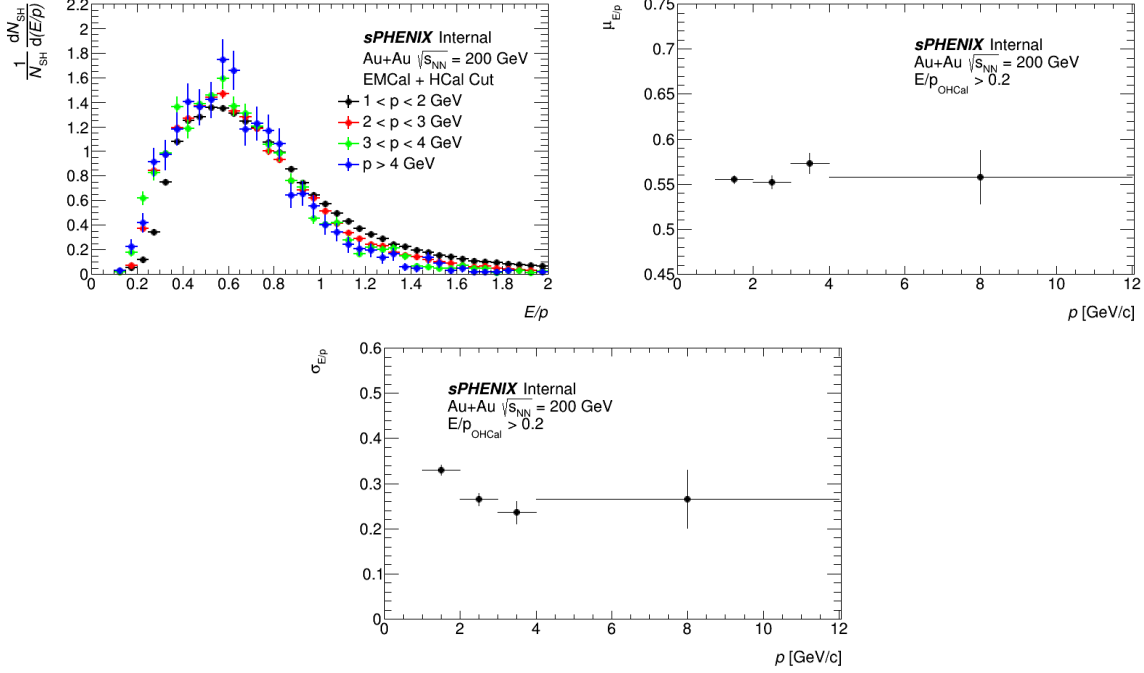 1/N_SH dN_SH/d(E/p)
2.2
2
1.8
1.6
1.4
1.2
1
0.8
0.6
0.4
0.2
0
sPHENIX Internal
Au+Au √s_NN = 200 GeV
EMCal + HCal Cut
1 < p < 2 GeV
2 < p < 3 GeV
3 < p < 4 GeV
p > 4 GeV
0 0.2 0.4 0.6 0.8 1 1.2 1.4 1.6 1.8 2
E/p
μ_E/p
0.75
0.7
0.65
0.6
0.55
0.5
0.45
sPHENIX Internal
Au+Au √s_NN = 200 GeV
E/p_OHCal > 0.2
0 2 4 6 8 10 12
p [GeV/c]
σ_E/p
0.6
0.5
0.4
0.3
0.2
0.1
0
sPHENIX Internal
Au+Au √s_NN = 200 GeV
E/p_OHCal > 0.2
0 2 4 6 8 10 12
p [GeV/c]